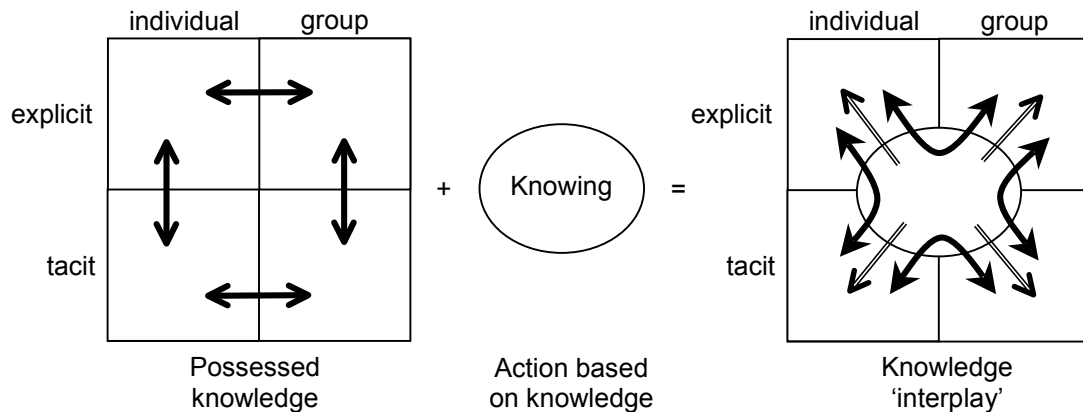 individual group
individual group
explicit
explicit
+
Knowing
=
tacit
tacit
Possessed
knowledge
Action based
on knowledge
Knowledge
‘interplay’